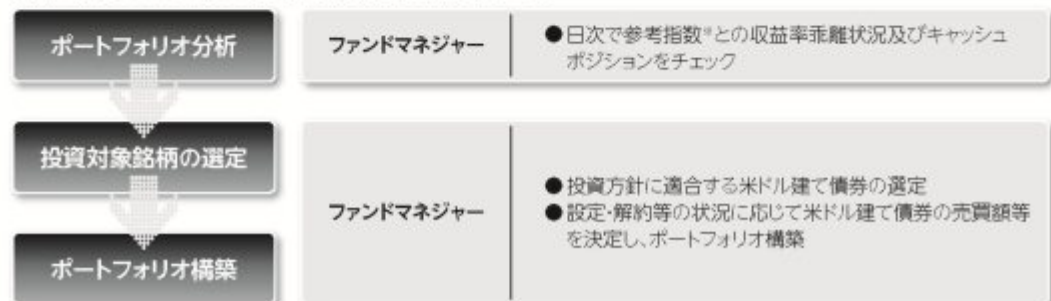 ポートフォリオ分析
ファンドマネジャー
●日次で参考指数※との収益率乖離状況及びキャッシュ
ポジションをチェック
投資対象銘柄の選定
ポートフォリオ構築
ファンドマネジャー
●投資方針に適合する米ドル建て債券の選定
●設定・解約等の状況に応じて米ドル建て債券の売買額等
を決定し、ポートフォリオ構築